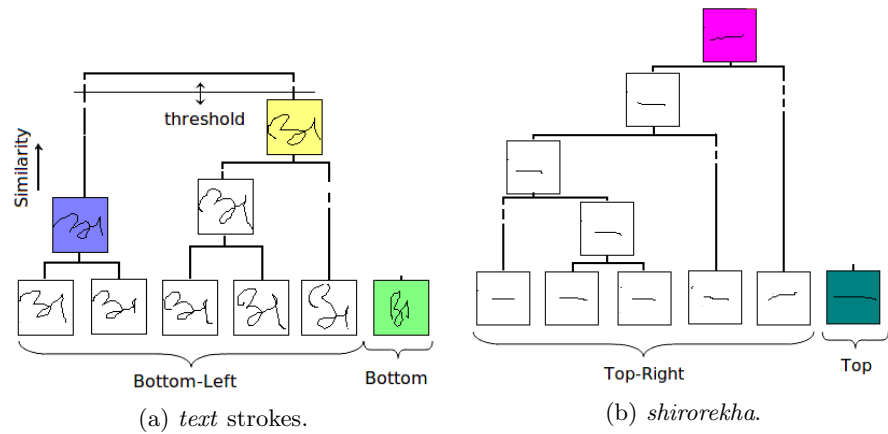 threshold
Similarity
Bottom-Left
Bottom
(a) text strokes.
Top-Right
Top
(b) shirorekha.